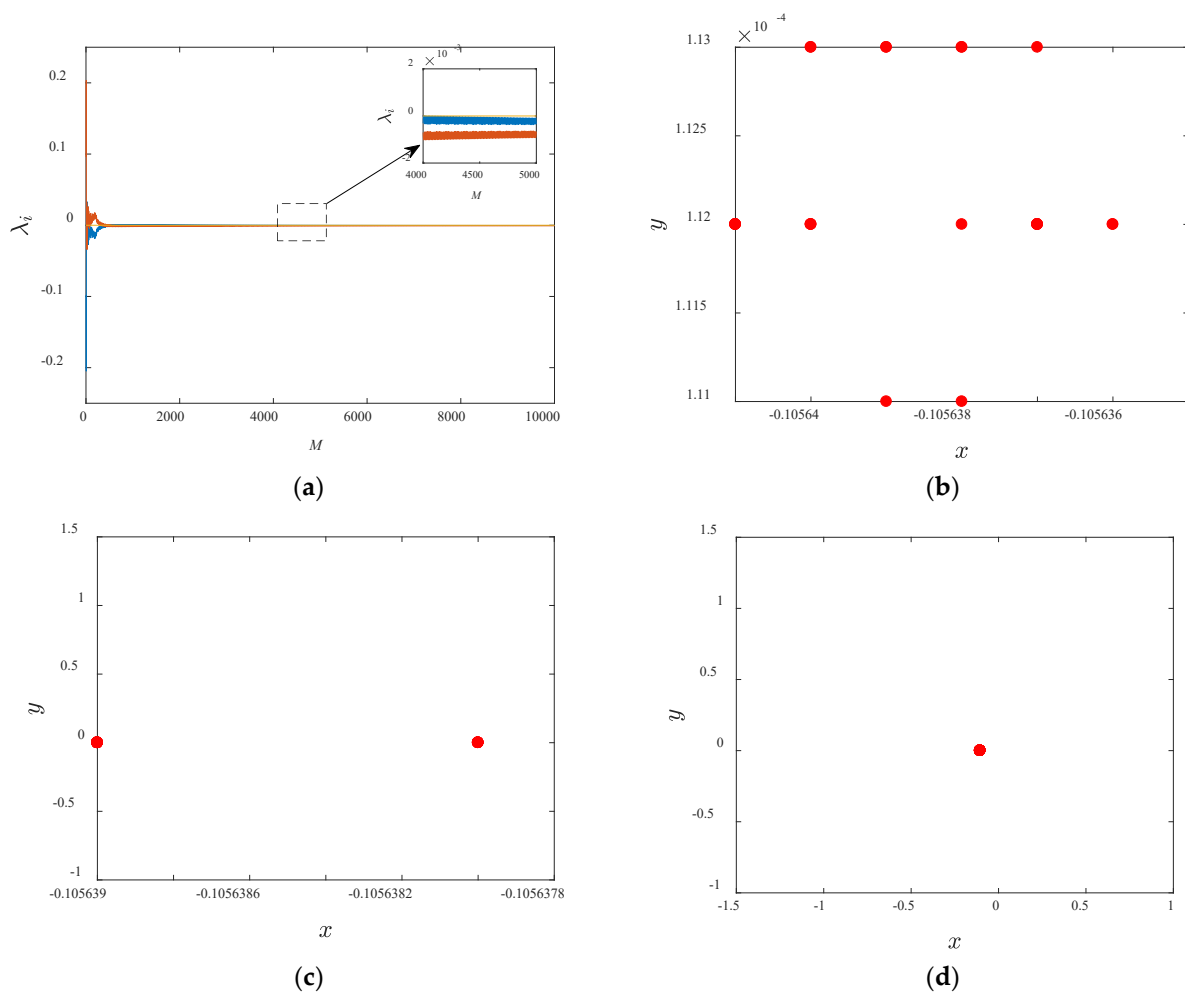 0.2
0.1
0
-0.1
-0.2
λi
0 2000 4000 6000 8000 10000
M
× 10 -3
2
0
-2
λi
4000 4500 5000
M
(a)
× 10 -4
1.13
1.125
1.12
1.115
1.11
y
-0.10564 -0.105638 -0.105636
x
(b)
1.5
1
0.5
0
-0.5
-1
y
-0.105639 -0.1056386 -0.1056382 -0.1056378
x
(c)
1.5
1
0.5
0
-0.5
-1
y
-1.5 -1 -0.5 0 0.5 1
x
(d)